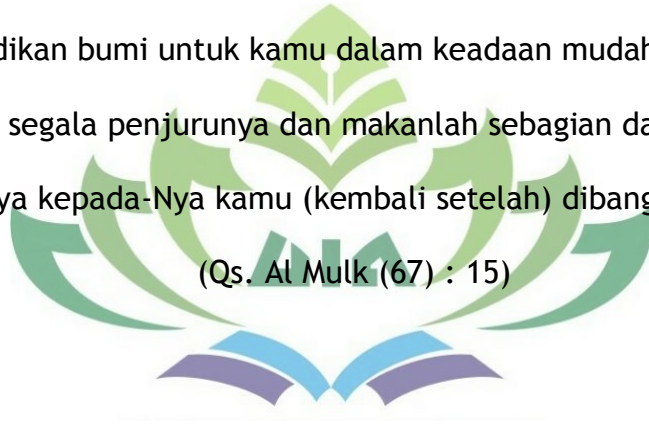 dikan bumi untuk kamu dalam keadaan mudah
segala penjurunya dan makanlah sebagian da
ya kepada-Nya kamu (kembali setelah) dibang
(Qs. Al Mulk (67) : 15)